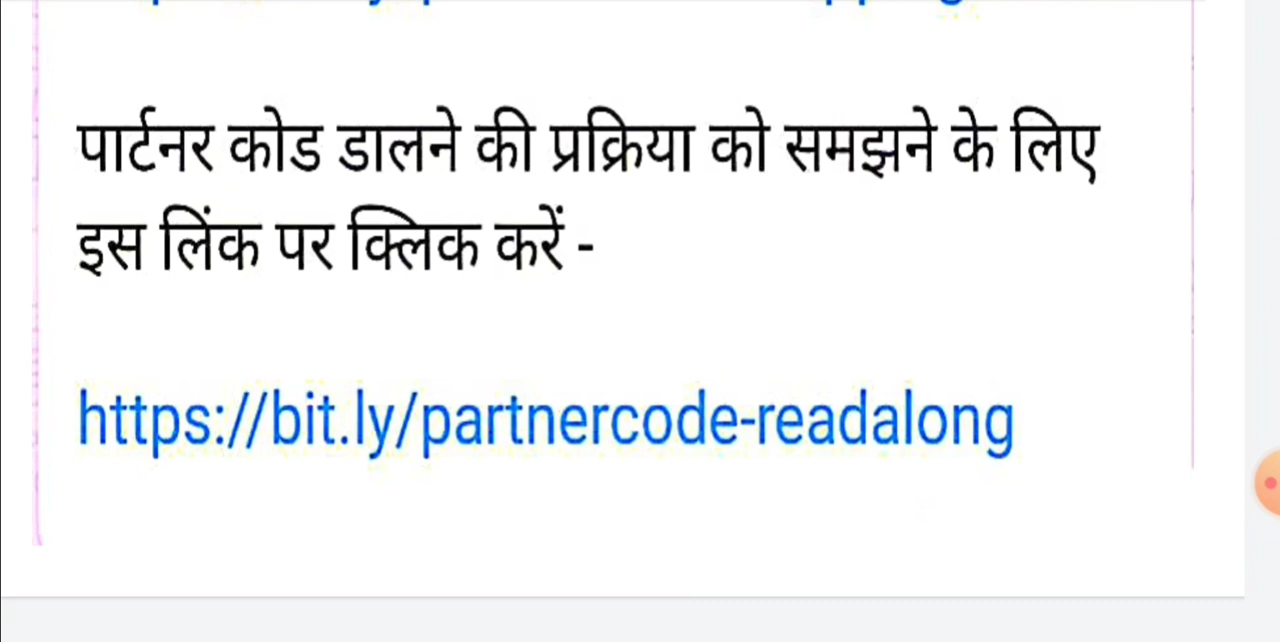 पार्टनर कोड डालने की प्रक्रिया को समझने के लिए
इस लिंक पर क्लिक करें -
https://bit.ly/partnercode-readalong